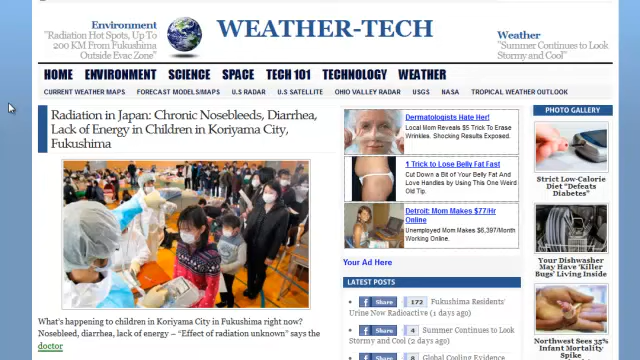 Environment
"Radiation Hot Spots, Up To
200 KM From Fukushima
Outside Evac Zone"
WEATHER-TECH
Weather
"Summer Continues to Look
Stormy and Cool"
HOME ENVIRONMENT SCIENCE SPACE TECH 101 TECHNOLOGY WEATHER
CURRENT WEATHER MAPS FORECAST MODELS/MAPS U.S RADAR U.S SATELLITE OHIO VALLEY RADAR USGS NASA TROPICAL WEATHER OUTLOOK
Radiation in Japan: Chronic Nosebleeds, Diarrhea,
Lack of Energy in Children in Koriyama City,
Fukushima
What's happening to children in Koriyama City in Fukushima right now?
Nosebleed, diarrhea, lack of energy – "Effect of radiation unknown" says the
doctor
Dermatologists Hate Her!
Local Mom Reveals $5 Trick To Erase
Wrinkles. Shocking Results Exposed.
1 Trick to Lose Belly Fat Fast
Cut Down a Bit of Your Belly Fat And
Love Handles by Using This One Weird
Old Tip.
Detroit: Mom Makes $77/Hr
Online
Unemployed Mom Makes $6,397/Month
Working Online.
Your Ad Here
LATEST POSTS
Share 172 Fukushima Residents'
Urine Now Radioactive (1 days ago)
Share 4 Summer Continues to Look
Stormy and Cool (2 days ago)
Share 8 Global Cooling Evidence
PHOTO GALLERY
Strict Low-Calorie
Diet "Defeats
Diabetes"
Your Dishwasher
May Have 'Killer
Bugs' Living Inside
Northwest Sees 35%
Infant Mortality
Spike